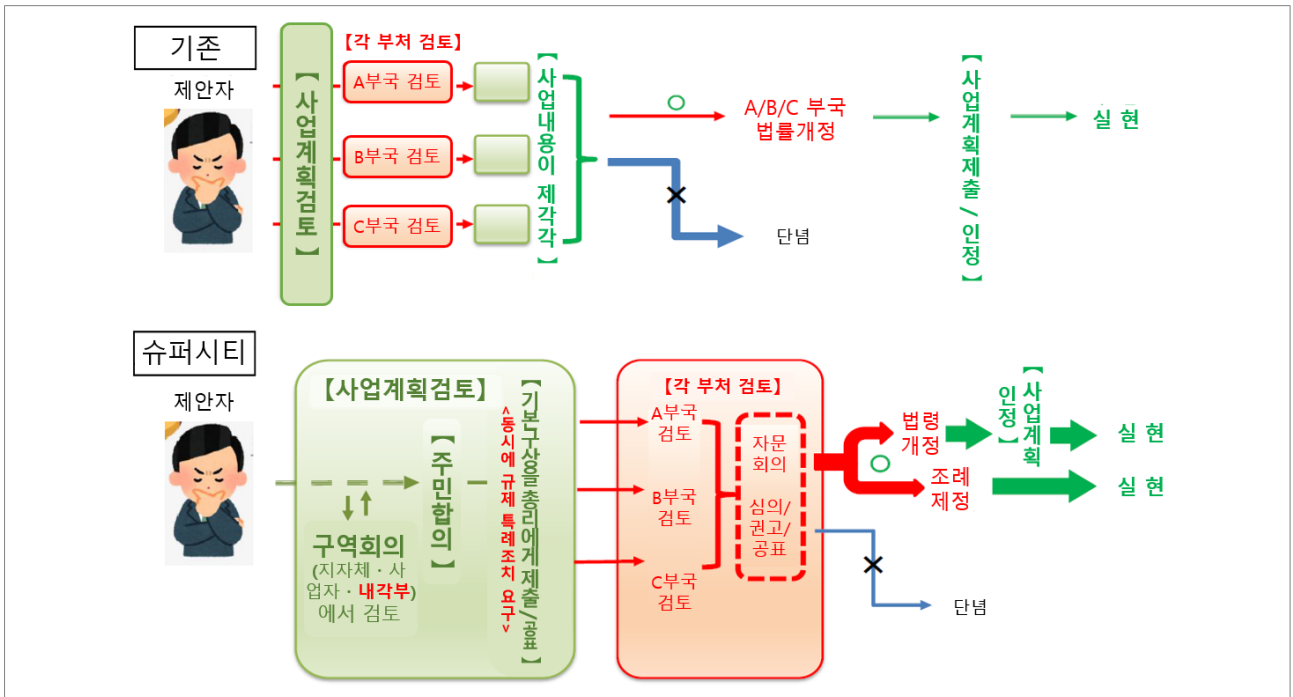 기존
제안자
【사업계획검토】
【각 부처 검토】
A부국 검토
B부국 검토
C부국 검토
【사업내용이 제각각】
A/B/C 부국
법률개정
단념
【사업계획제출/인정】
실 현
슈퍼시티
제안자
【사업계획검토】
구역회의
(지자체・사
업자・내각부)
에서 검토
【주민합의】
<동시에 규제 특례조치 요구>
【기본구상을 총리에게 제출/공표】
【각 부처 검토】
A부국
검토
B부국
검토
C부국
검토
자문
회의
심의/
권고/
공표
법령
개정
조례
제정
단념
【사업계획
인정】
실 현
실 현